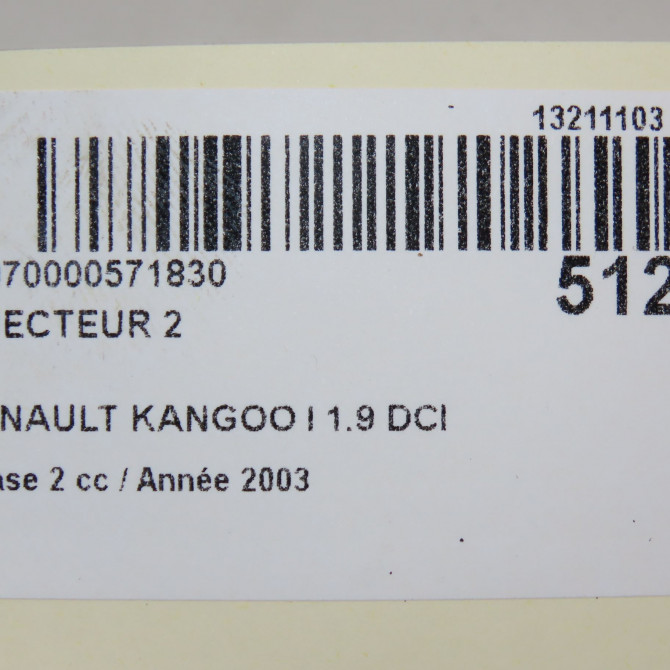 13211103
70000571830
512
ECTEUR 2
NAULT KANGOO I 1.9 DCI
ase 2 cc / Année 2003